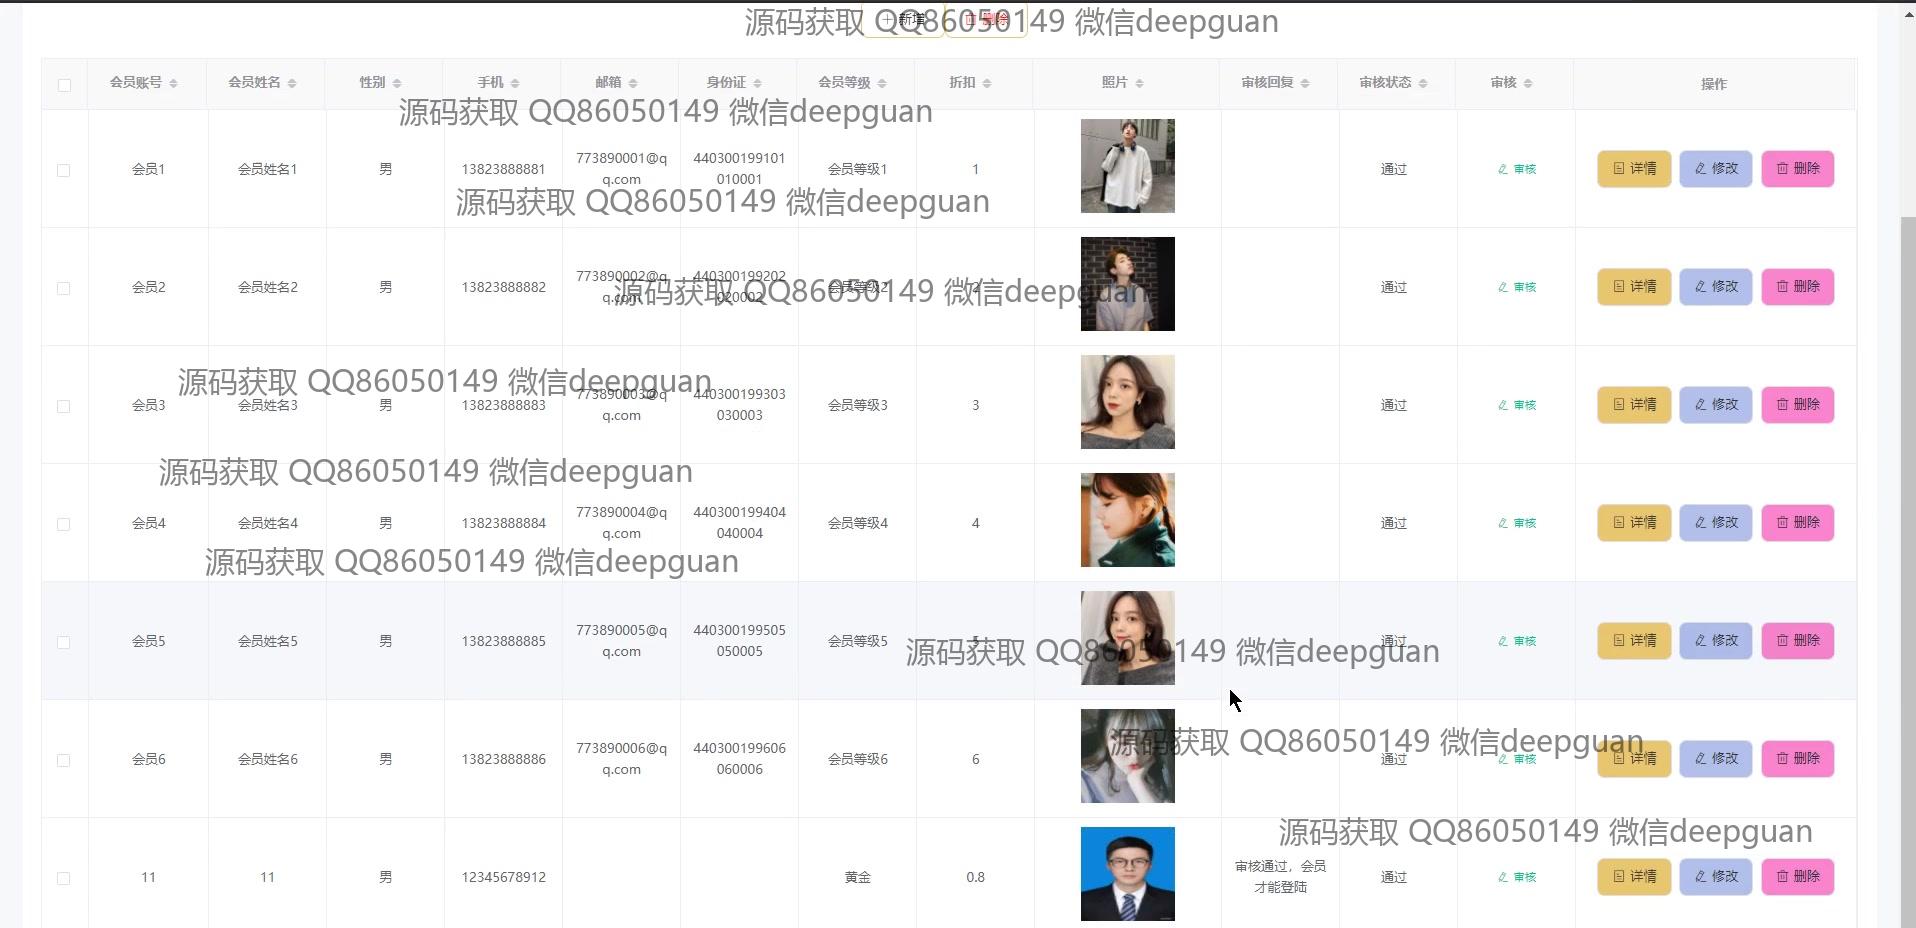 源码获取 QQ86050149 微信deepguan
新增 删除
会员账号 会员姓名 性别 手机 邮箱 身份证 会员等级 折扣 照片 审核回复 审核状态 审核 操作
源码获取 QQ86050149 微信deepguan
会员1 会员姓名1 男 13823888881 773890001@q 440300199101 会员等级1 1 通过 审核 详情 修改 删除
q.com 010001
源码获取 QQ86050149 微信deepguan
会员2 会员姓名2 男 13823888882 773890002@q 440300199202 会员等级2 2 通过 审核 详情 修改 删除
q.com 020002
源码获取 QQ86050149 微信deepguan
源码获取 QQ86050149 微信deepguan
会员3 会员姓名3 男 13823888883 773890003@q 440300199303 会员等级3 3 通过 审核 详情 修改 删除
q.com 030003
源码获取 QQ86050149 微信deepguan
会员4 会员姓名4 男 13823888884 773890004@q 440300199404 会员等级4 4 通过 审核 详情 修改 删除
q.com 040004
源码获取 QQ86050149 微信deepguan
会员5 会员姓名5 男 13823888885 773890005@q 440300199505 会员等级5 5 通过 审核 详情 修改 删除
q.com 050005
源码获取 QQ86050149 微信deepguan
源码获取 QQ86050149 微信deepguan
会员6 会员姓名6 男 13823888886 773890006@q 440300199606 会员等级6 6 通过 审核 详情 修改 删除
q.com 060006
源码获取 QQ86050149 微信deepguan
11 11 男 12345678912 黄金 0.8 审核通过，会员 通过 审核 详情 修改 删除
才能登陆